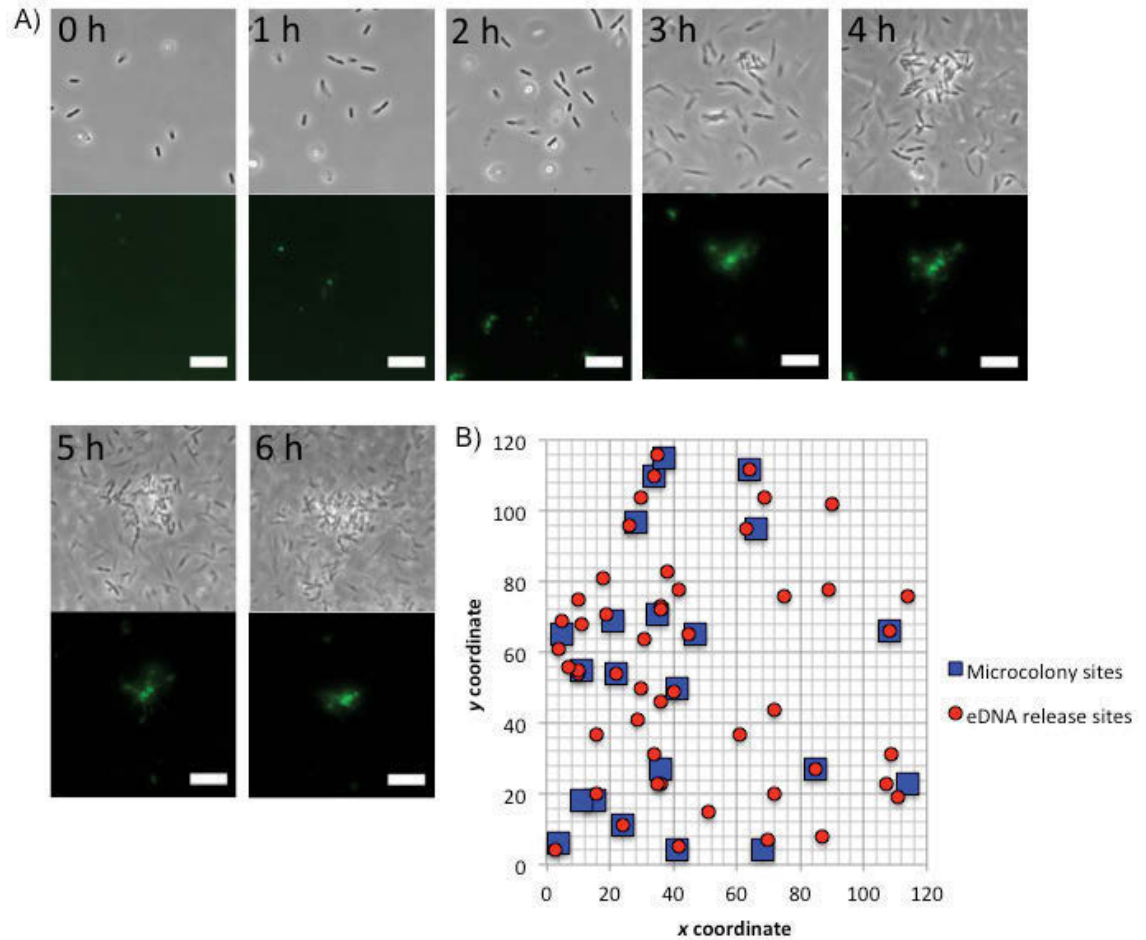 A)
0 h
1 h
2 h
3 h
4 h
5 h
6 h
B)
120
100
80
60
40
20
0
y coordinate
0 20 40 60 80 100 120
x coordinate
Microcolony sites
eDNA release sites